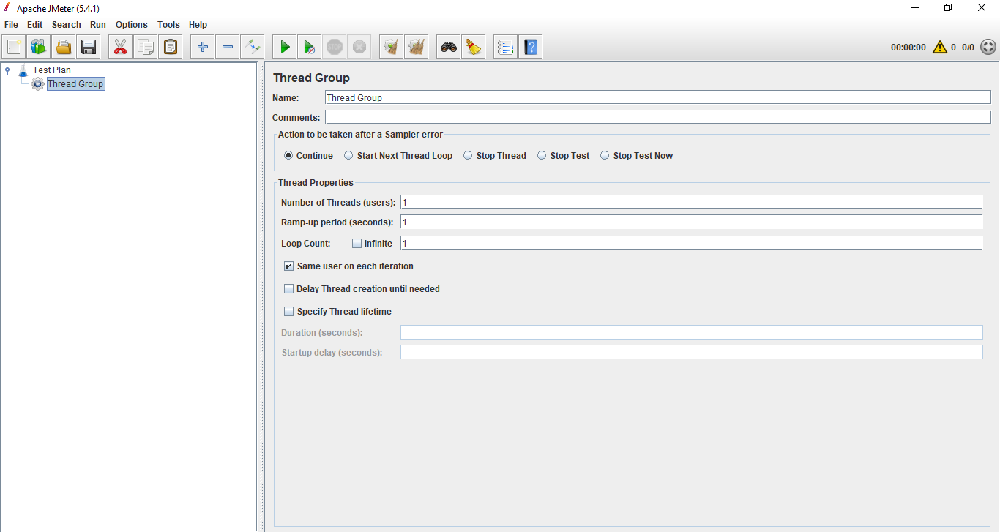 Apache JMeter (5.4.1)
File Edit Search Run Options Tools Help
STOP 00:00:00 0 0/0
Test Plan
Thread Group
Thread Group
Name: Thread Group
Comments:
Action to be taken after a Sampler error
Continue Start Next Thread Loop Stop Thread Stop Test Stop Test Now
Thread Properties
Number of Threads (users): 1
Ramp-up period (seconds): 1
Loop Count: Infinite 1
Same user on each iteration
Delay Thread creation until needed
Specify Thread lifetime
Duration (seconds):
Startup delay (seconds):